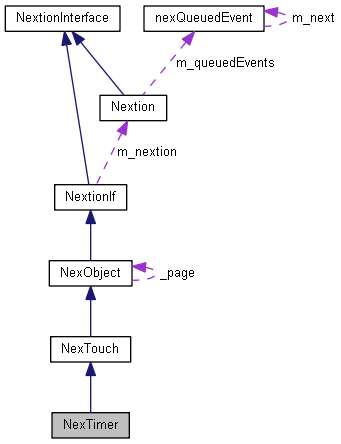 NextionInterface
nexQueuedEvent
m_next
m_queuedEvents
Nextion
m_nextion
NextionIf
NexObject
_page
NexTouch
NexTimer